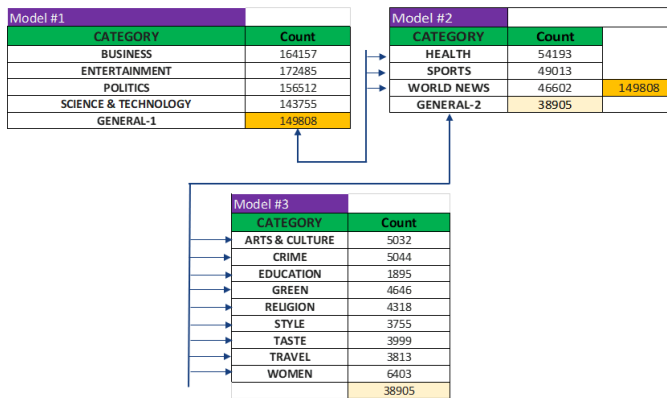 Model #1
CATEGORY Count
BUSINESS 164157
ENTERTAINMENT 172485
POLITICS 156512
SCIENCE & TECHNOLOGY 143755
GENERAL-1 149808
Model #2
CATEGORY Count
HEALTH 54193
SPORTS 49013
WORLD NEWS 46602 149808
GENERAL-2 38905
Model #3
CATEGORY Count
ARTS & CULTURE 5032
CRIME 5044
EDUCATION 1895
GREEN 4646
RELIGION 4318
STYLE 3755
TASTE 3999
TRAVEL 3813
WOMEN 6403
38905